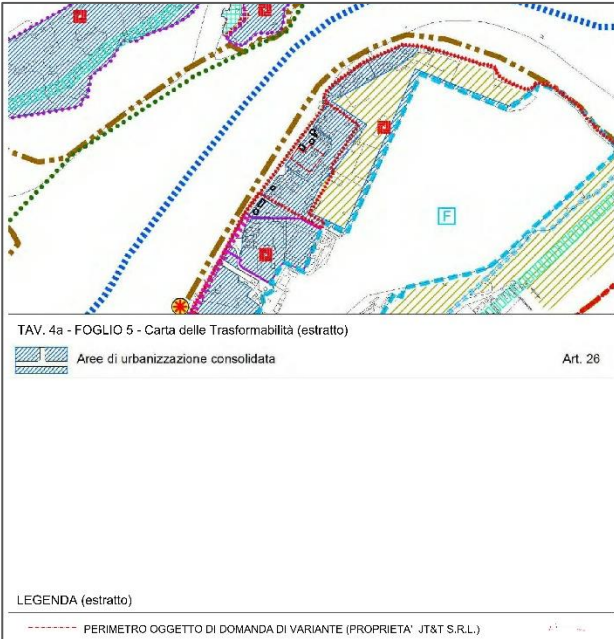 F
TAV. 4a - FOGLIO 5 - Carta delle Trasformabilità (estratto)
Aree di urbanizzazione consolidata Art. 26
LEGENDA (estratto)
PERIMETRO OGGETTO DI DOMANDA DI VARIANTE (PROPRIETA' JT&T S.R.L.)